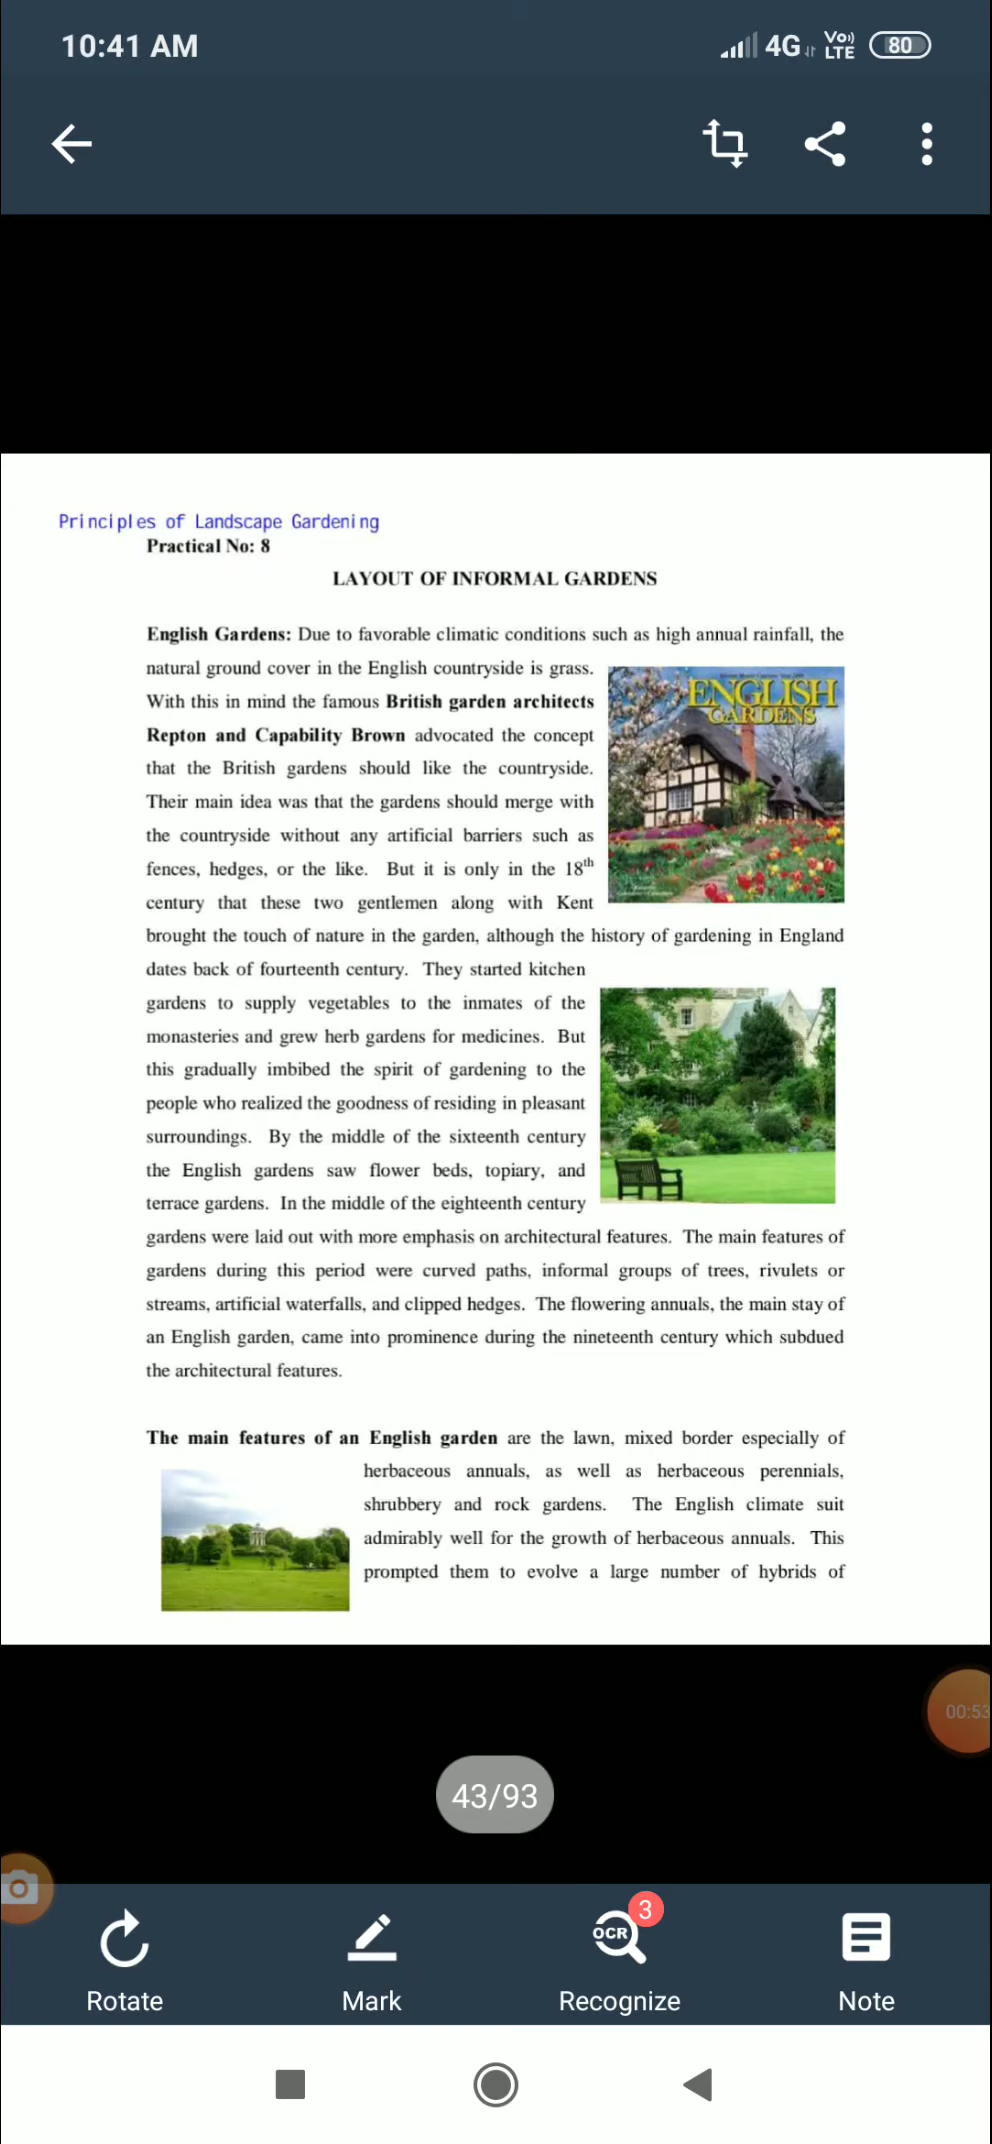 10:41 AM
4G
Vo))
LTE
80
Principles of Landscape Gardening
Practical No: 8
LAYOUT OF INFORMAL GARDENS
English Gardens: Due to favorable climatic conditions such as high annual rainfall, the
natural ground cover in the English countryside is grass.
With this in mind the famous British garden architects
Repton and Capability Brown advocated the concept
that the British gardens should like the countryside.
Their main idea was that the gardens should merge with
the countryside without any artificial barriers such as
fences, hedges, or the like. But it is only in the 18th
century that these two gentlemen along with Kent
ENGLISH
GARDENS
brought the touch of nature in the garden, although the history of gardening in England
dates back of fourteenth century. They started kitchen
gardens to supply vegetables to the inmates of the
monasteries and grew herb gardens for medicines. But
this gradually imbibed the spirit of gardening to the
people who realized the goodness of residing in pleasant
surroundings. By the middle of the sixteenth century
the English gardens saw flower beds, topiary, and
terrace gardens. In the middle of the eighteenth century
gardens were laid out with more emphasis on architectural features. The main features of
gardens during this period were curved paths, informal groups of trees, rivulets or
streams, artificial waterfalls, and clipped hedges. The flowering annuals, the main stay of
an English garden, came into prominence during the nineteenth century which subdued
the architectural features.
The main features of an English garden are the lawn, mixed border especially of
herbaceous annuals, as well as herbaceous perennials,
shrubbery and rock gardens. The English climate suit
admirably well for the growth of herbaceous annuals. This
prompted them to evolve a large number of hybrids of
00:53
43/93
3
OCR
Rotate
Mark
Recognize
Note